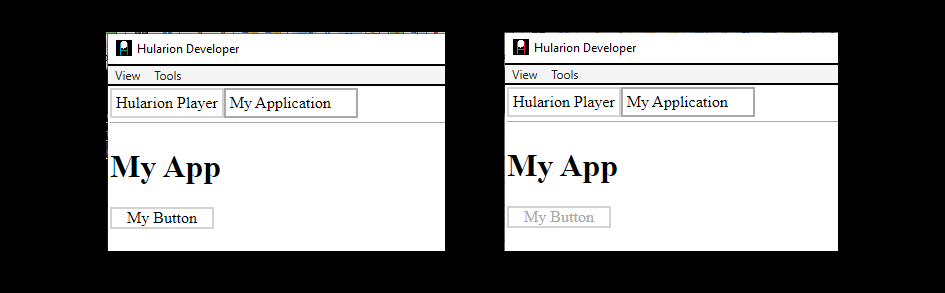 Hularion Developer
View Tools
Hularion Player My Application
My App
My Button
Hularion Developer
View Tools
Hularion Player My Application
My App
My Button